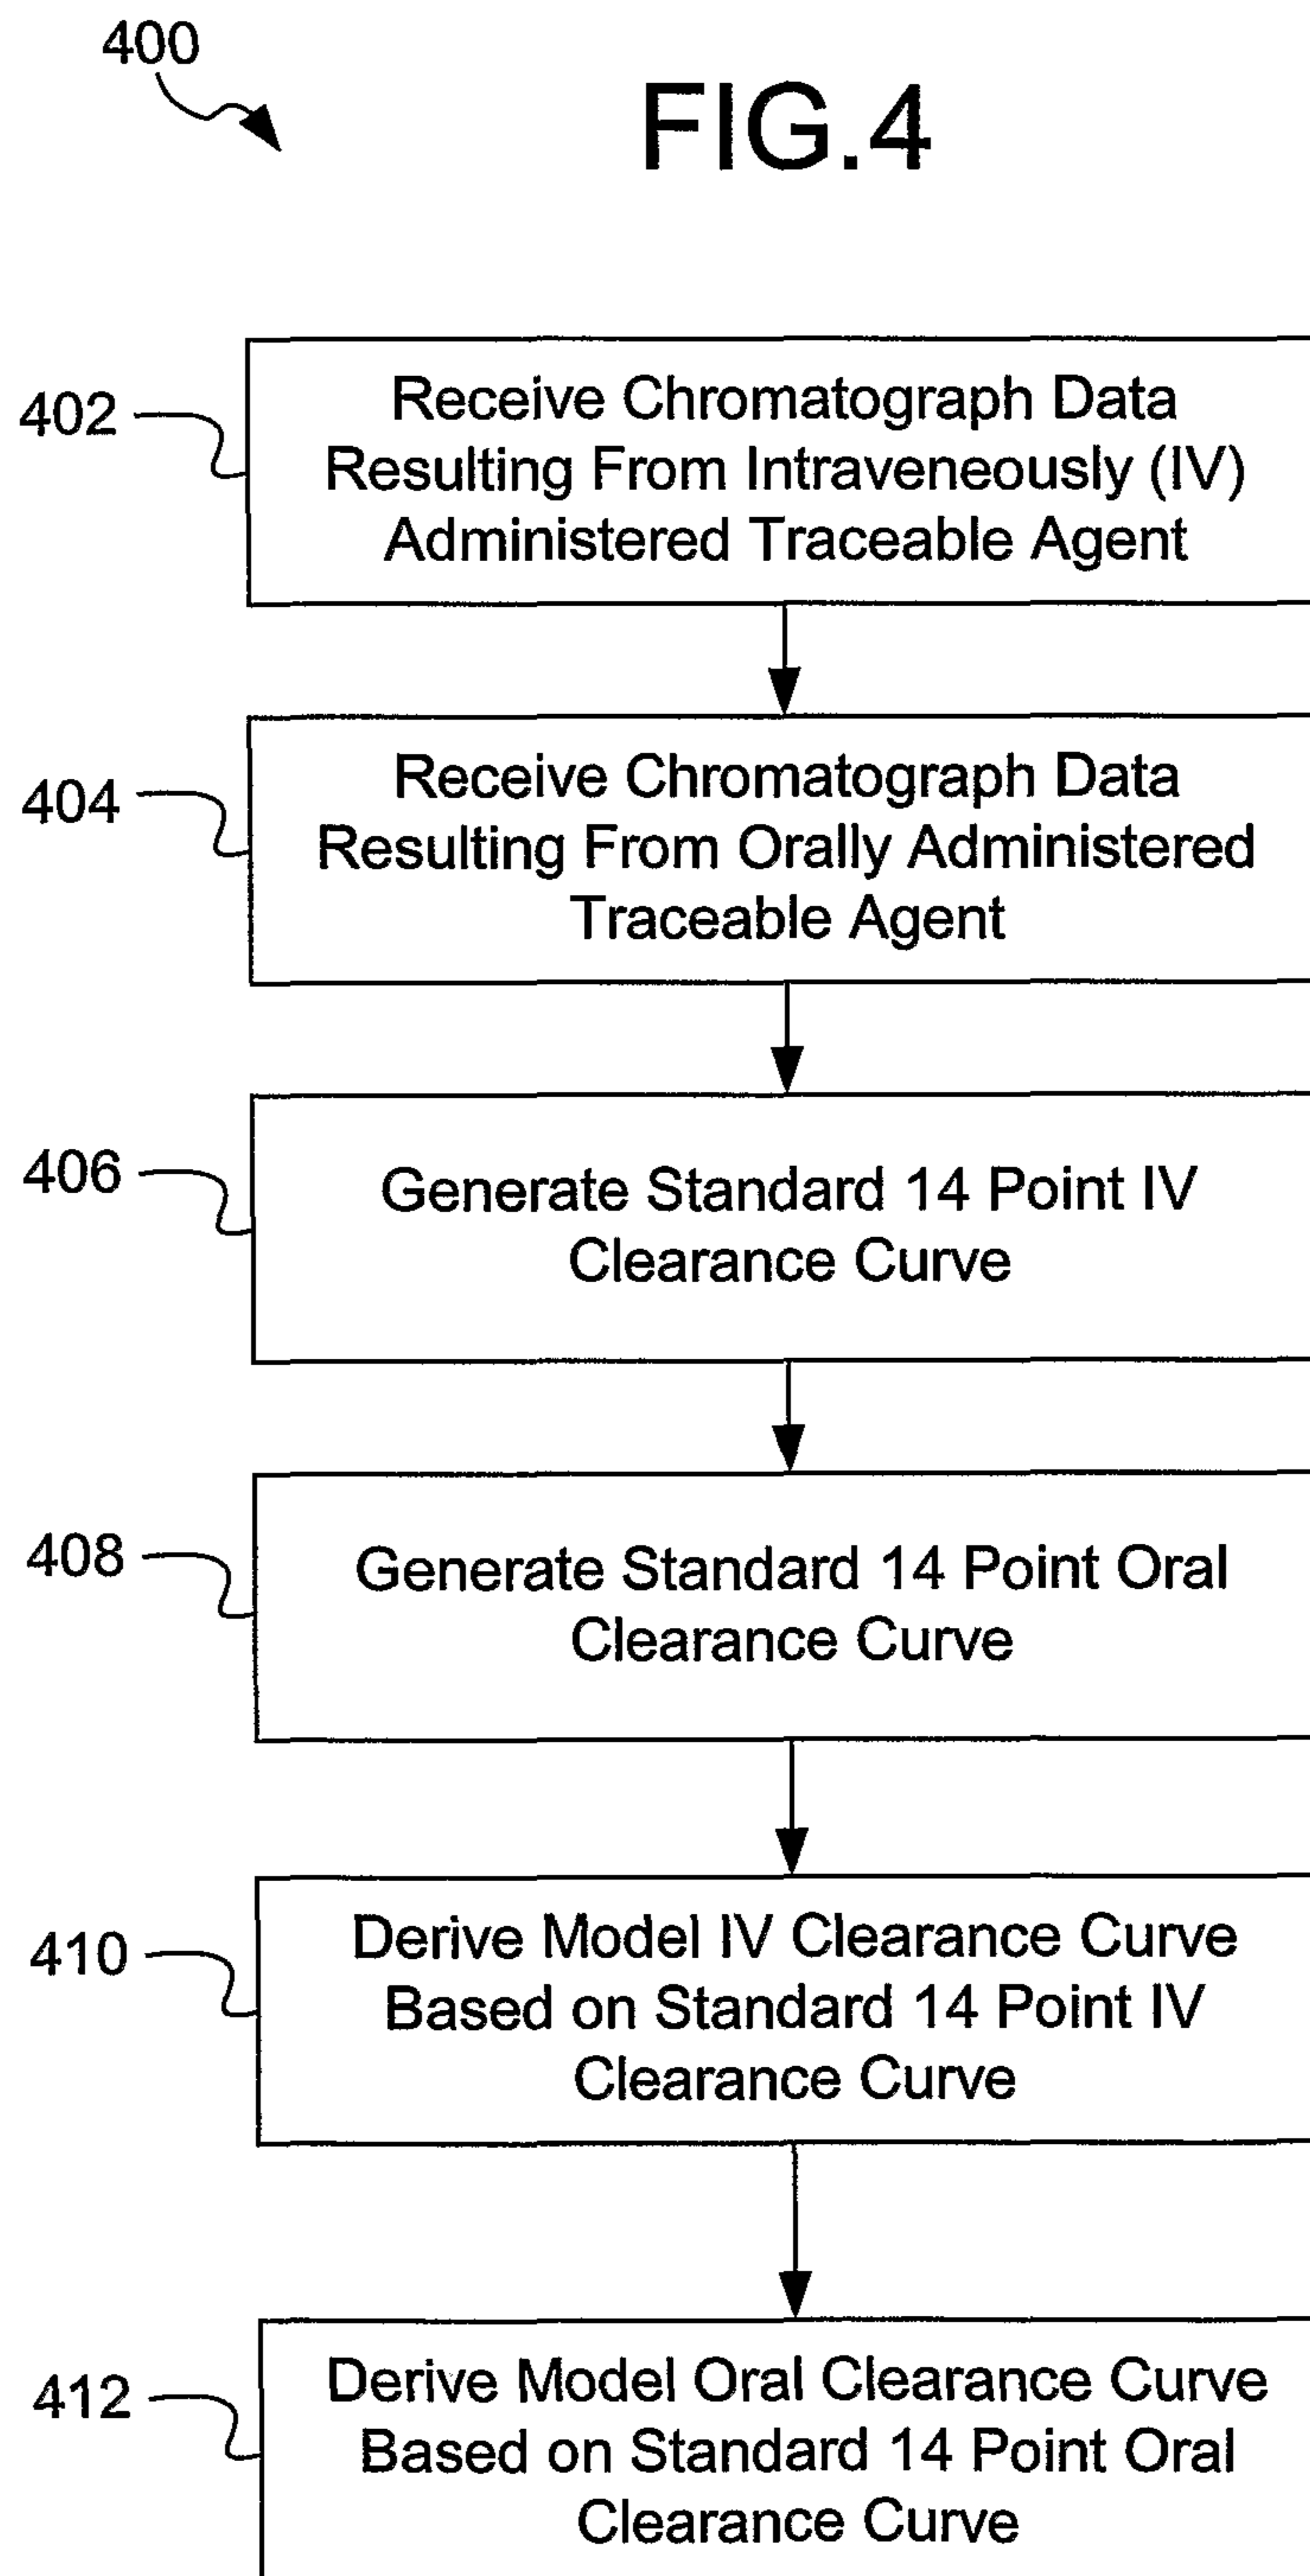 400
FIG.4
402
Receive Chromatograph Data
Resulting From Intraveneously (IV)
Administered Traceable Agent
404
Receive Chromatograph Data
Resulting From Orally Administered
Traceable Agent
406
Generate Standard 14 Point IV
Clearance Curve
408
Generate Standard 14 Point Oral
Clearance Curve
410
Derive Model IV Clearance Curve
Based on Standard 14 Point IV
Clearance Curve
412
Derive Model Oral Clearance Curve
Based on Standard 14 Point Oral
Clearance Curve